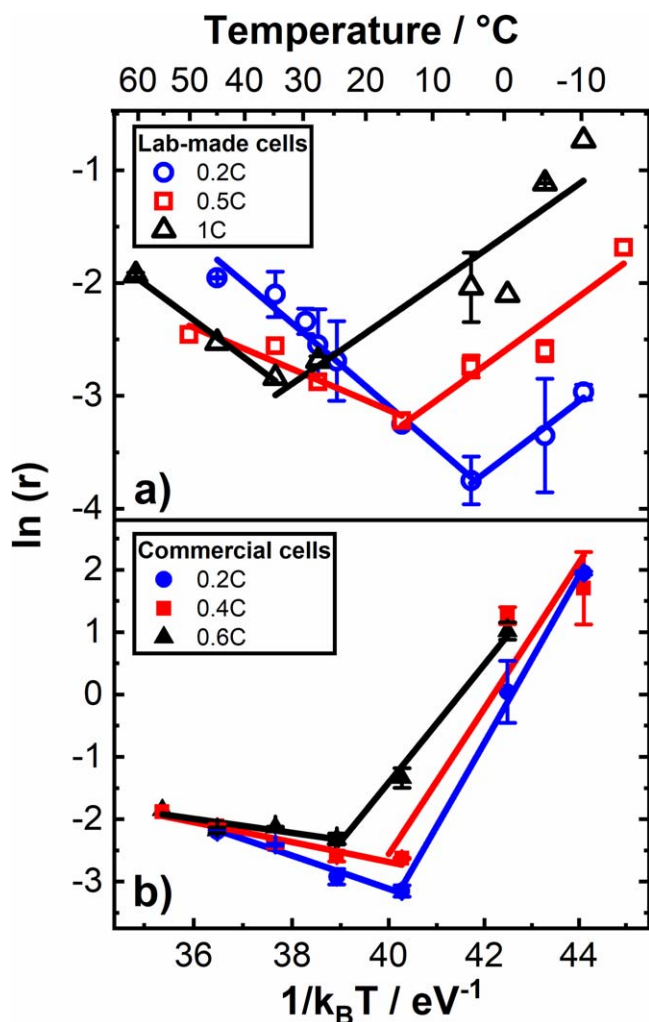 Temperature / °C
60 50 40 30 20 10 0 -10
Lab-made cells
0.2C
0.5C
1C
-1
-2
-3
-4
a)
ln (r)
Commercial cells
0.2C
0.4C
0.6C
2
1
0
-1
-2
-3
b)
36 38 40 42 44
1/k_BT / eV⁻¹